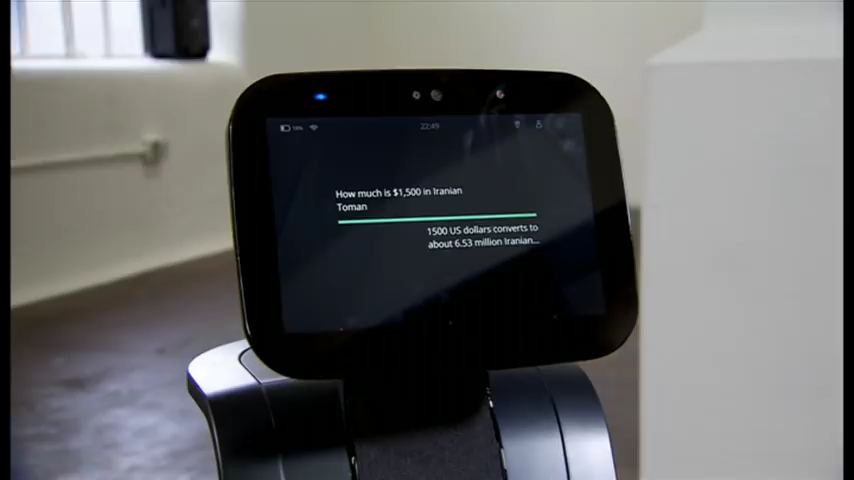 100%
22:49
How much is $1,500 in Iranian
Toman
1500 US dollars converts to
about 6.53 million Iranian...